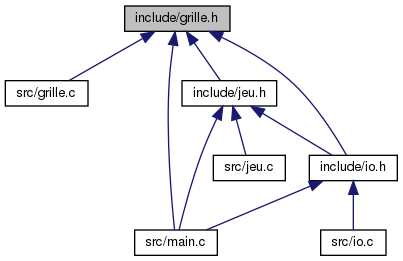 include/grille.h
src/grille.c
include/jeu.h
src/jeu.c
include/io.h
src/main.c
src/io.c